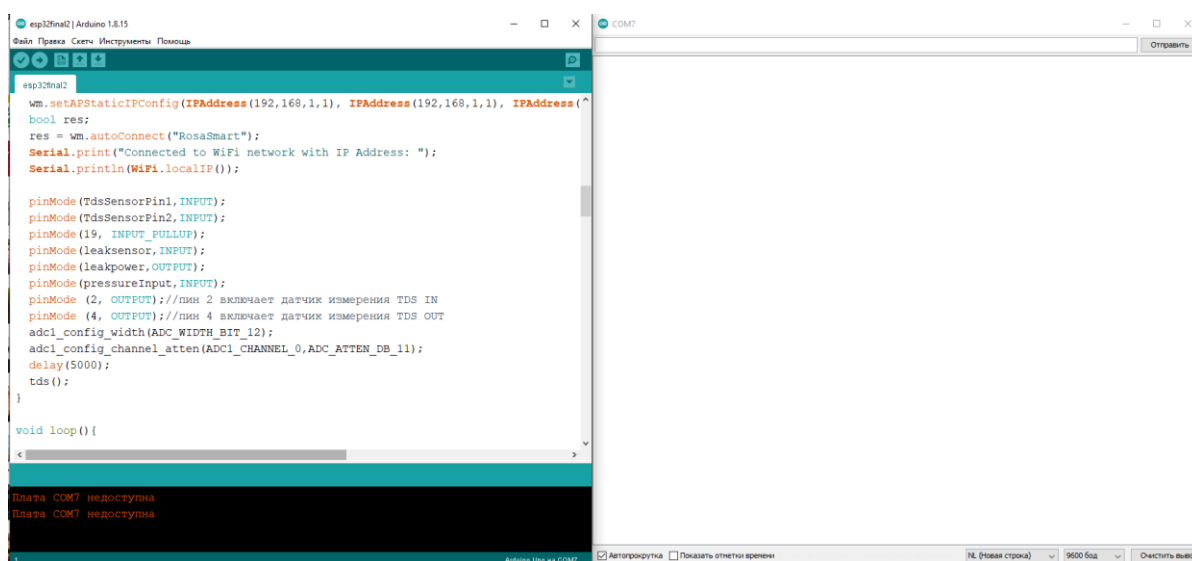 esp32final2 | Arduino 1.8.15
Файл Правка Скетч Инструменты Помощь
esp32final2
wm.setAPStaticIPConfig(IPAddress(192,168,1,1), IPAddress(192,168,1,1), IPAddress(
bool res;
res = wm.autoConnect("RosaSmart");
Serial.print("Connected to WiFi network with IP Address: ");
Serial.println(WiFi.localIP());
pinMode(TdsSensorPin1,INPUT);
pinMode(TdsSensorPin2,INPUT);
pinMode(19, INPUT_PULLUP);
pinMode(leaksensor,INPUT);
pinMode(leakpower,OUTPUT);
pinMode(pressureInput,INPUT);
pinMode (2, OUTPUT);//пин 2 включает датчик измерения TDS IN
pinMode (4, OUTPUT);//пин 4 включает датчик измерения TDS OUT
adc1_config_width(ADC_WIDTH_BIT_12);
adc1_config_channel_atten(ADC1_CHANNEL_0,ADC_ATTEN_DB_11);
delay(5000);
tds();
}
void loop(){
Плата COM7 недоступна
Плата COM7 недоступна
1 Arduino Uno на COM7
COM7
Отправить
Автопрокрутка Показать отметки времени NL (Новая строка) 9600 бод Очистить выво